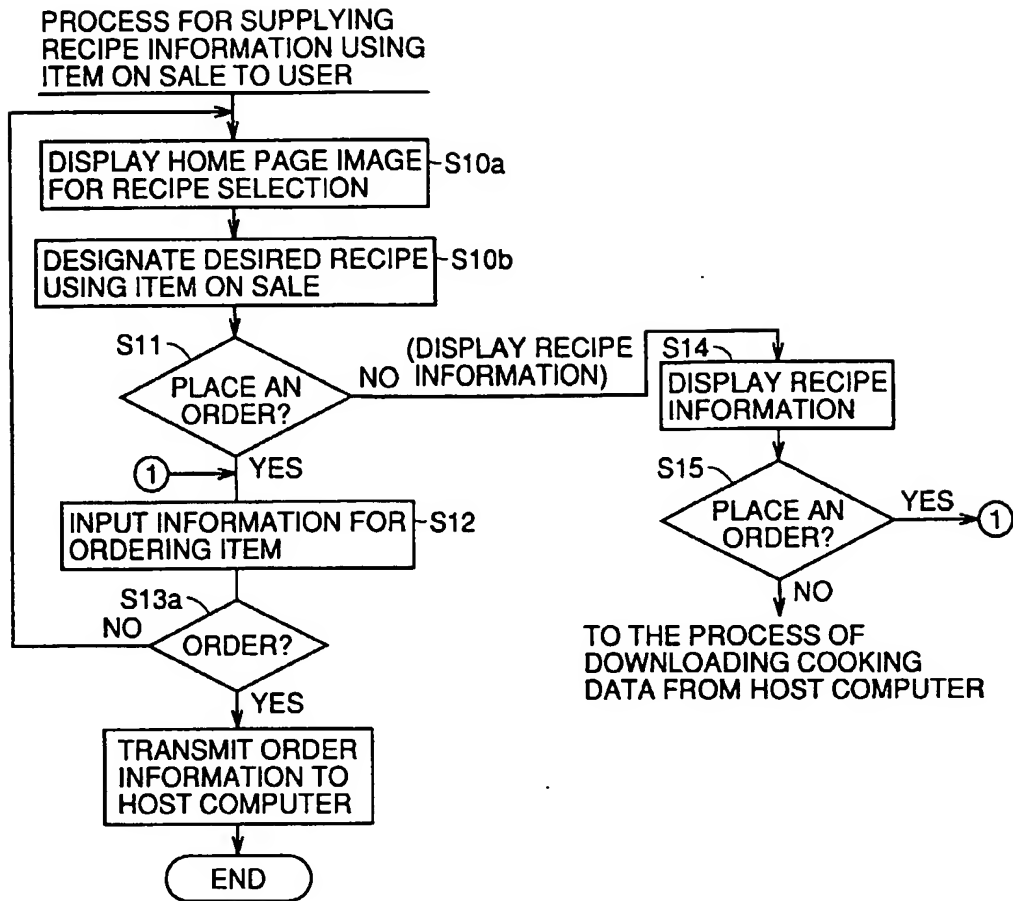 PROCESS FOR SUPPLYING
RECIPE INFORMATION USING
ITEM ON SALE TO USER
DISPLAY HOME PAGE IMAGE
FOR RECIPE SELECTION
S10a
DESIGNATE DESIRED RECIPE
USING ITEM ON SALE
S10b
S11
PLACE AN
ORDER?
NO
(DISPLAY RECIPE
INFORMATION)
YES
1
INPUT INFORMATION FOR
ORDERING ITEM
S12
S13a
ORDER?
NO
YES
TRANSMIT ORDER
INFORMATION TO
HOST COMPUTER
END
S14
DISPLAY RECIPE
INFORMATION
S15
PLACE AN
ORDER?
YES
1
NO
TO THE PROCESS OF
DOWNLOADING COOKING
DATA FROM HOST COMPUTER